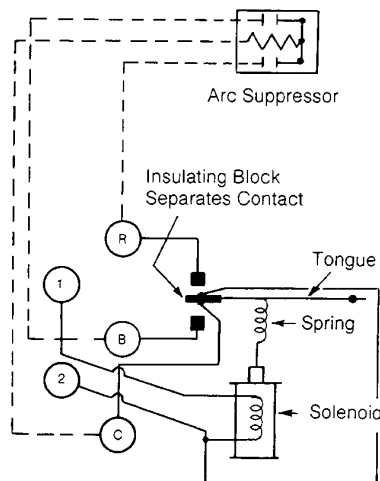 Arc Suppressor
Insulating Block
Separates Contact
R
Tongue
1
B
Spring
2
Solenoid
C